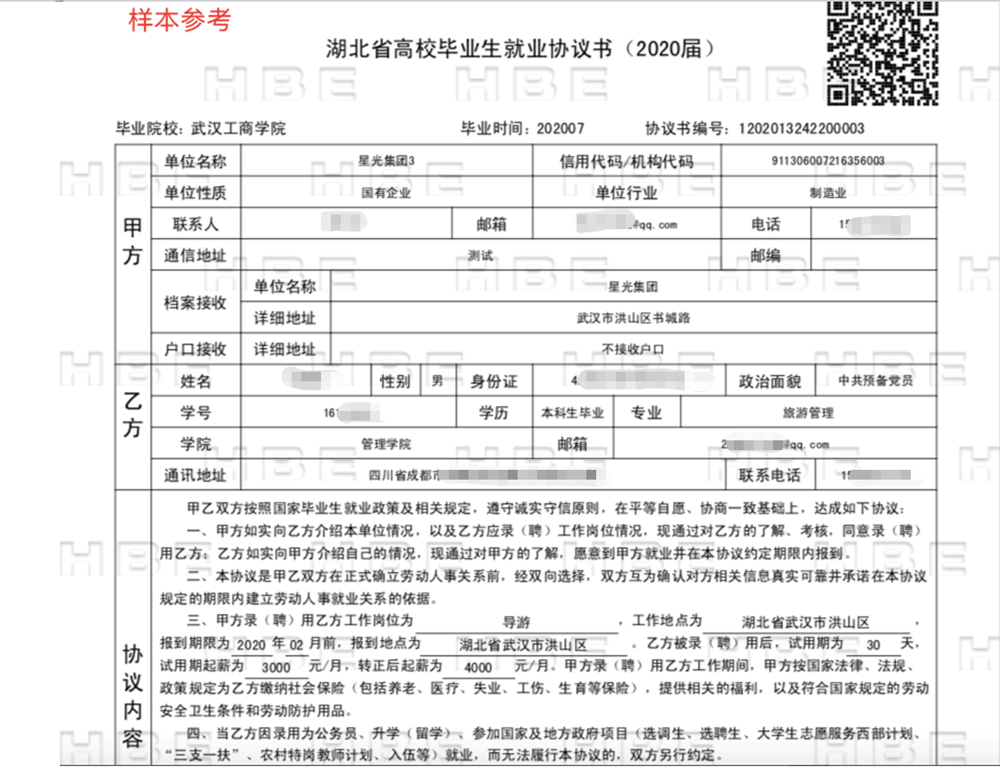 样本参考
湖北省高校毕业生就业协议书（2020届）
毕业院校：武汉工商学院 毕业时间：202007 协议书编号：1202013242200003
甲方
单位名称 星光集团3 信用代码/机构代码 911306007216356003
单位性质 国有企业 单位行业 制造业
联系人 邮箱 @qq.com 电话 15
通信地址 测试 邮编
档案接收 单位名称 星光集团
详细地址 武汉市洪山区书城路
户口接收 详细地址 不接收户口
乙方
姓名 性别 男 身份证 4 政治面貌 中共预备党员
学号 161 学历 本科生毕业 专业 旅游管理
学院 管理学院 邮箱 2 @qq.com
通讯地址 四川省成都市 联系电话 15
协议内容
甲乙双方按照国家毕业生就业政策及相关规定，遵守诚实守信原则，在平等自愿、协商一致基础上，达成如下协议：
一、甲方如实向乙方介绍本单位情况，以及乙方应录（聘）工作岗位情况，现通过对乙方的了解、考核，同意录（聘）
用乙方；乙方如实向甲方介绍自己的情况，现通过对甲方的了解，愿意到甲方就业并在本协议约定期限内报到。
二、本协议是甲乙双方在正式确立劳动人事关系前，经双向选择，双方互为确认对方相关信息真实可靠并承诺在本协议
规定的期限内建立劳动人事就业关系的依据。
三、甲方录（聘）用乙方工作岗位为 导游 ，工作地点为 湖北省武汉市洪山区 ，
报到期限为 2020 年 02 月前，报到地点为 湖北省武汉市洪山区 。乙方被录（聘）用后，试用期为 30 天，
试用期起薪为 3000 元/月，转正后起薪为 4000 元/月。甲方录（聘）用乙方工作期间，甲方按国家法律、法规、
政策规定为乙方缴纳社会保险（包括养老、医疗、失业、工伤、生育等保险），提供相关的福利，以及符合国家规定的劳动
安全卫生条件和劳动防护用品。
四、当乙方因录用为公务员、升学（留学）、参加国家及地方政府项目（选调生、选聘生、大学生志愿服务西部计划、
“三支一扶”、农村特岗教师计划、入伍等）就业，而无法履行本协议的，双方另行约定。